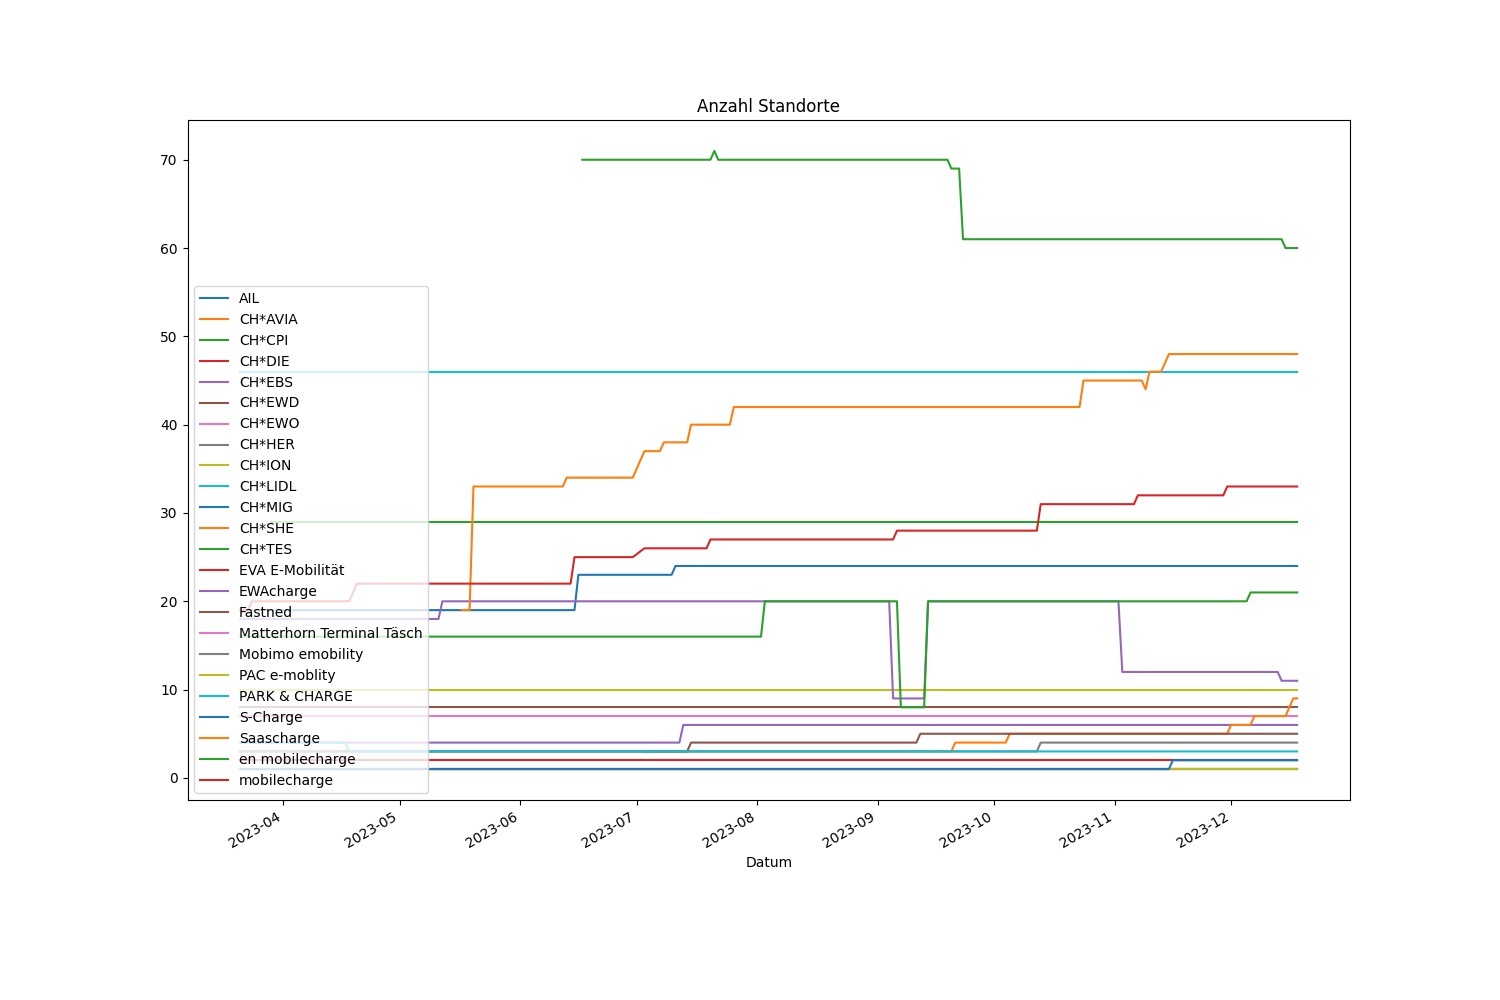 Anzahl Standorte
70
60
50
40
30
20
10
0
AIL
CH*AVIA
CH*CPI
CH*DIE
CH*EBS
CH*EWD
CH*EWO
CH*HER
CH*ION
CH*LIDL
CH*MIG
CH*SHE
CH*TES
EVA E-Mobilität
EWAcharge
Fastned
Matterhorn Terminal Täsch
Mobimo emobility
PAC e-moblity
PARK & CHARGE
S-Charge
Saascharge
en mobilecharge
mobilecharge
2023-04
2023-05
2023-06
2023-07
2023-08
2023-09
2023-10
2023-11
2023-12
Datum